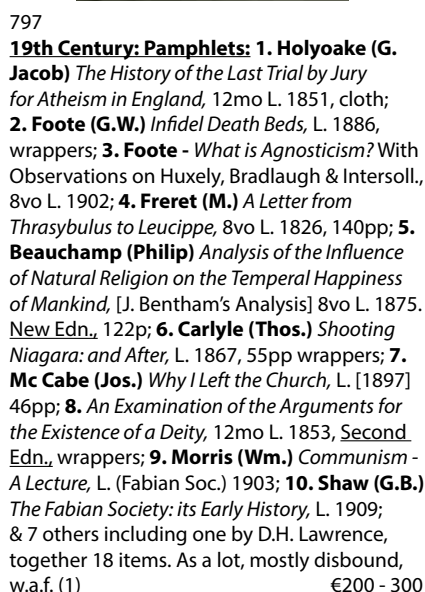 797
19th Century: Pamphlets: 1. Holyoake (G.
Jacob) The History of the Last Trial by Jury
for Atheism in England, 12mo L. 1851, cloth;
2. Foote (G.W.) Infidel Death Beds, L. 1886,
wrappers; 3. Foote - What is Agnosticism? With
Observations on Huxely, Bradlaugh & Intersoll.,
8vo L. 1902; 4. Freret (M.) A Letter from
Thrasybulus to Leucippe, 8vo L. 1826, 140pp; 5.
Beauchamp (Philip) Analysis of the Influence
of Natural Religion on the Temperal Happiness
of Mankind, [J. Bentham's Analysis] 8vo L. 1875.
New Edn., 122p; 6. Carlyle (Thos.) Shooting
Niagara: and After, L. 1867, 55pp wrappers; 7.
Mc Cabe (Jos.) Why I Left the Church, L. [1897]
46pp; 8. An Examination of the Arguments for
the Existence of a Deity, 12mo L. 1853, Second
Edn., wrappers; 9. Morris (Wm.) Communism -
A Lecture, L. (Fabian Soc.) 1903; 10. Shaw (G.B.)
The Fabian Society: its Early History, L. 1909;
& 7 others including one by D.H. Lawrence,
together 18 items. As a lot, mostly disbound,
w.a.f. (1) €200 - 300